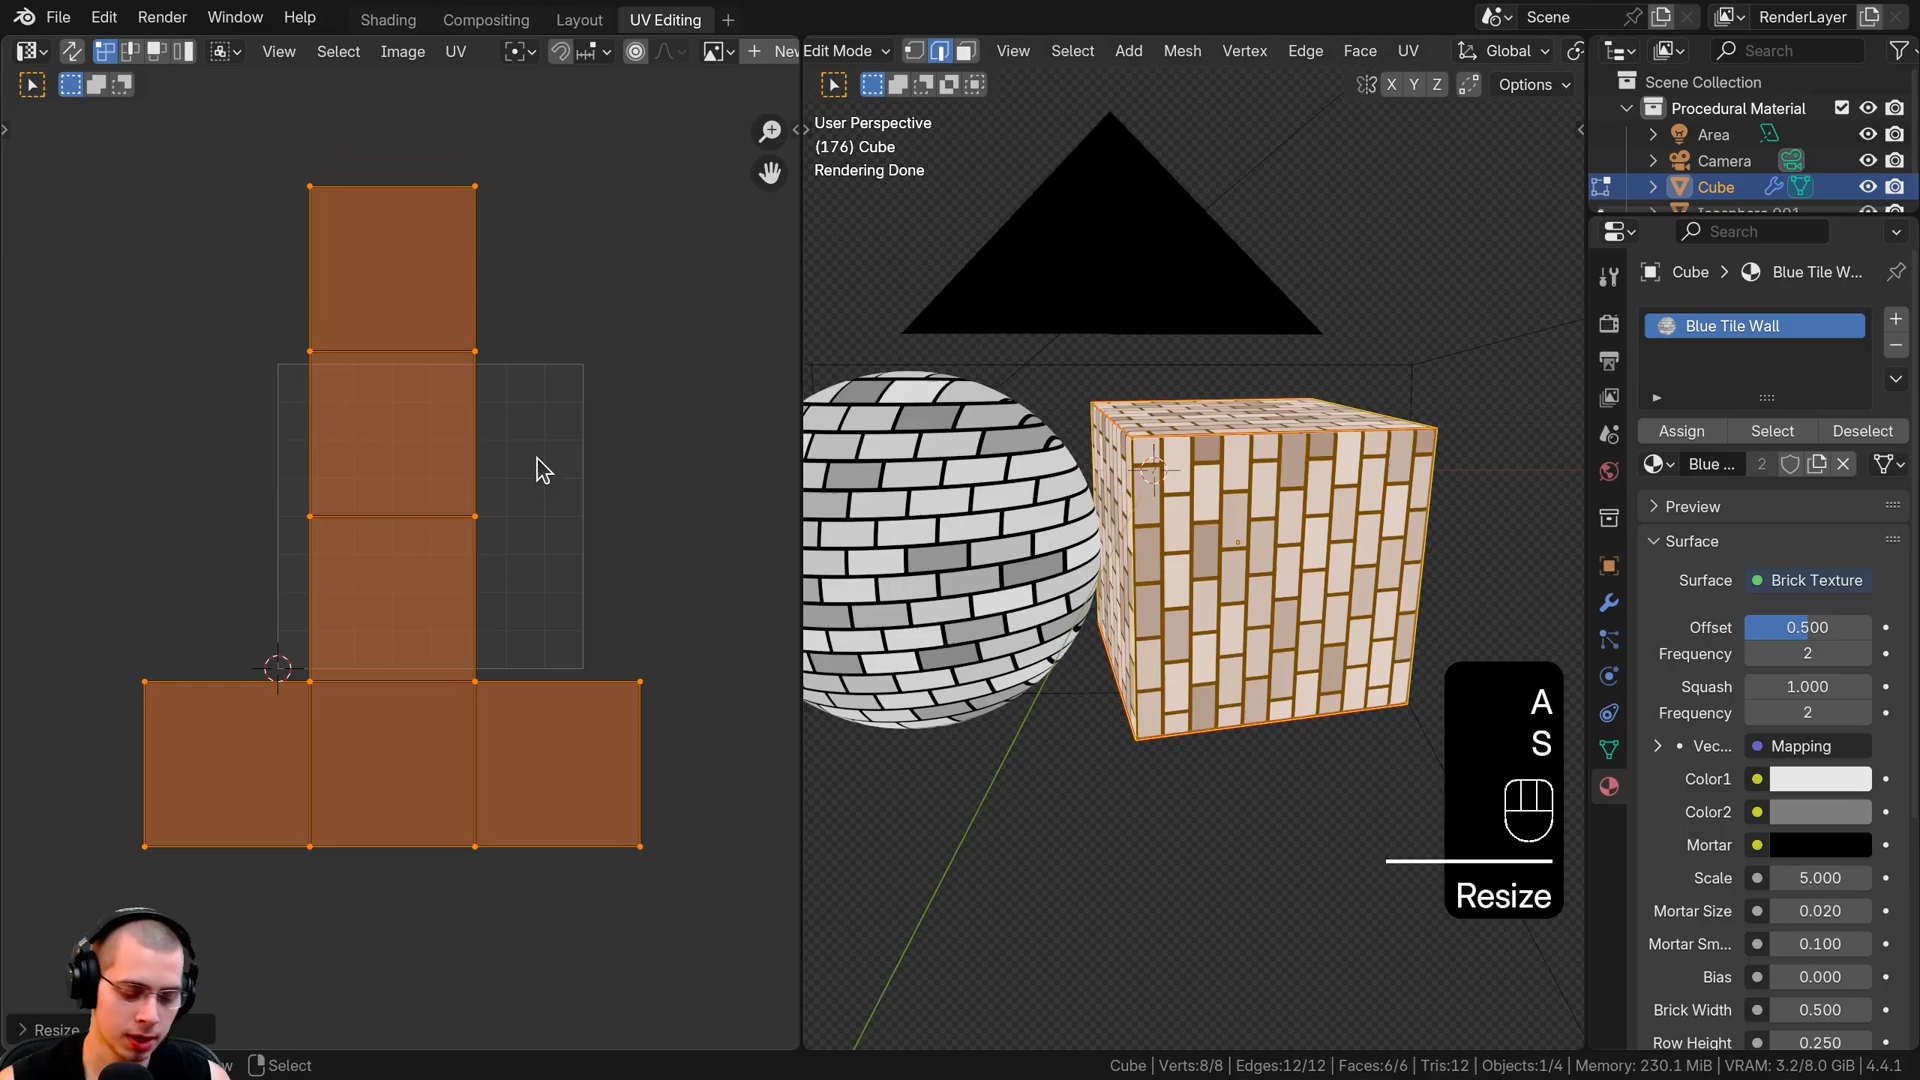 File Edit Render Window Help Shading Compositing Layout UV Editing
Scene RenderLayer
View Select Image UV New
Edit Mode View Select Add Mesh Vertex Edge Face UV Global
Search
X Y Z Options
User Perspective
(176) Cube
Rendering Done
Scene Collection
Procedural Material
Area
Camera
Cube
Icosphere.001
Search
Cube Blue Tile W...
Blue Tile Wall
Assign Select Deselect
Blue ... 2
Preview
Surface
Surface Brick Texture
Offset 0.500
Frequency 2
Squash 1.000
Frequency 2
Vec... Mapping
Color1
Color2
Mortar
Scale 5.000
Mortar Size 0.020
Mortar Sm... 0.100
Bias 0.000
Brick Width 0.500
Row Height 0.250
A
S
Resize
Resize
Select
Cube | Verts:8/8 | Edges:12/12 | Faces:6/6 | Tris:12 | Objects:1/4 | Memory: 230.1 MiB | VRAM: 3.2/8.0 GiB | 4.4.1